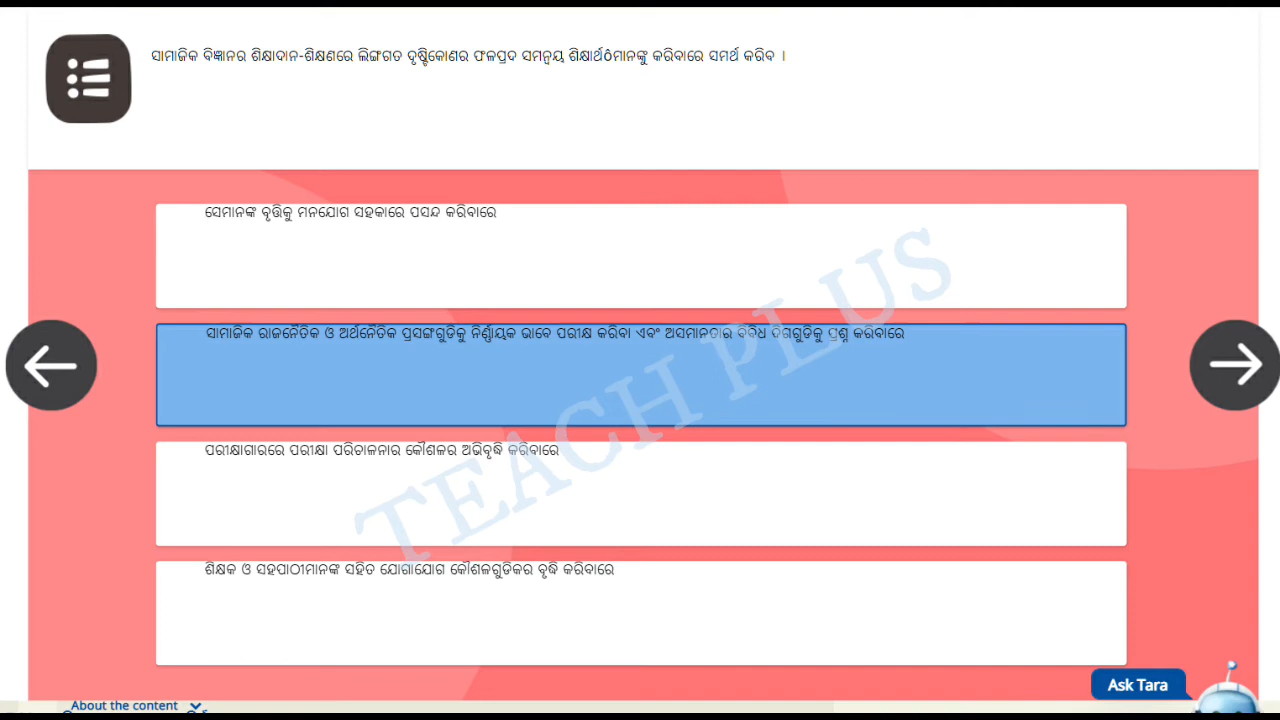 ସାମାଜିକ ବିଜ୍ଞାନର ଶିକ୍ଷାଦାନ-ଶିକ୍ଷଣରେ ଲିଙ୍ଗଗତ ଦୃଷ୍ଟିକୋଣର ଫଳପ୍ରଦ ସମନ୍ୱୟ ଶିକ୍ଷାର୍ଥôମାନଙ୍କୁ କରିବାରେ ସମର୍ଥ କରିବ ।
ସେମାନଙ୍କ ବୃତ୍ତିକୁ ମନଯୋଗ ସହକାରେ ପସନ୍ଦ କରିବାରେ
ସାମାଜିକ ରାଜନୈତିକ ଓ ଅର୍ଥନୈତିକ ପ୍ରସଙ୍ଗଗୁଡିକୁ ନିର୍ଣ୍ଣାୟକ ଭାବେ ପରୀକ୍ଷ କରିବା ଏବଂ ଅସମାନତାର ବିବିଧ ଦିଗଗୁଡିକୁ ପ୍ରଶ୍ନ କରିବାରେ
ପରୀକ୍ଷାଗାରରେ ପରୀକ୍ଷା ପରିଚାଳନାର କୌଶଳର ଅଭିବୃଦ୍ଧି କରିବାରେ
ଶିକ୍ଷକ ଓ ସହପାଠୀମାନଙ୍କ ସହିତ ଯୋଗାଯୋଗ କୌଶଳଗୁଡିକର ବୃଦ୍ଧି କରିବାରେ
TEACH PLUS
Ask Tara
About the content